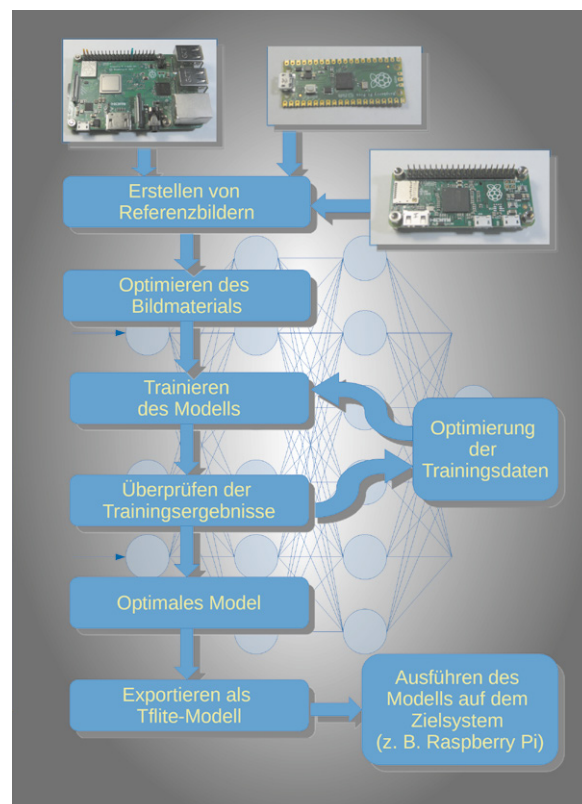 Erstellen von
Referenzbildern
Optimieren des
Bildmaterials
Trainieren
des Modells
Optimierung
der
Trainingsdaten
Überprüfen der
Trainingsergebnisse
Optimales Model
Exportieren als
Tflite-Modell
Ausführen des
Modells auf dem
Zielsystem
(z. B. Raspberry Pi)